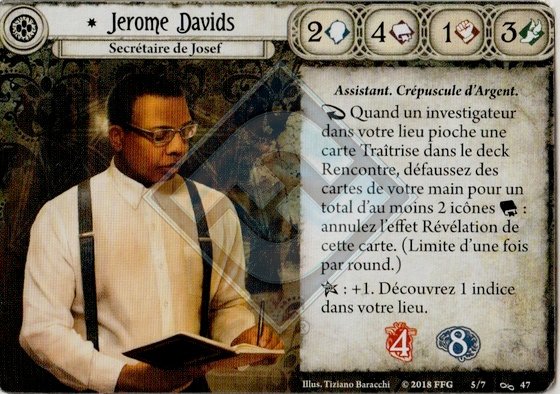 Jerome Davids
Secrétaire de Josef
2 4 1 3
Assistant. Crépuscule d'Argent.
Quand un investigateur
dans votre lieu pioche une
carte Traîtrise dans le deck
Rencontre, défaussez des
cartes de votre main pour un
total d'au moins 2 icônes :
annulez l'effet Révélation de
cette carte. (Limite d'une fois
par round.)
: +1. Découvrez 1 indice
dans votre lieu.
4 8
Illus. Tiziano Baracchi © 2018 FFG 5/7 47